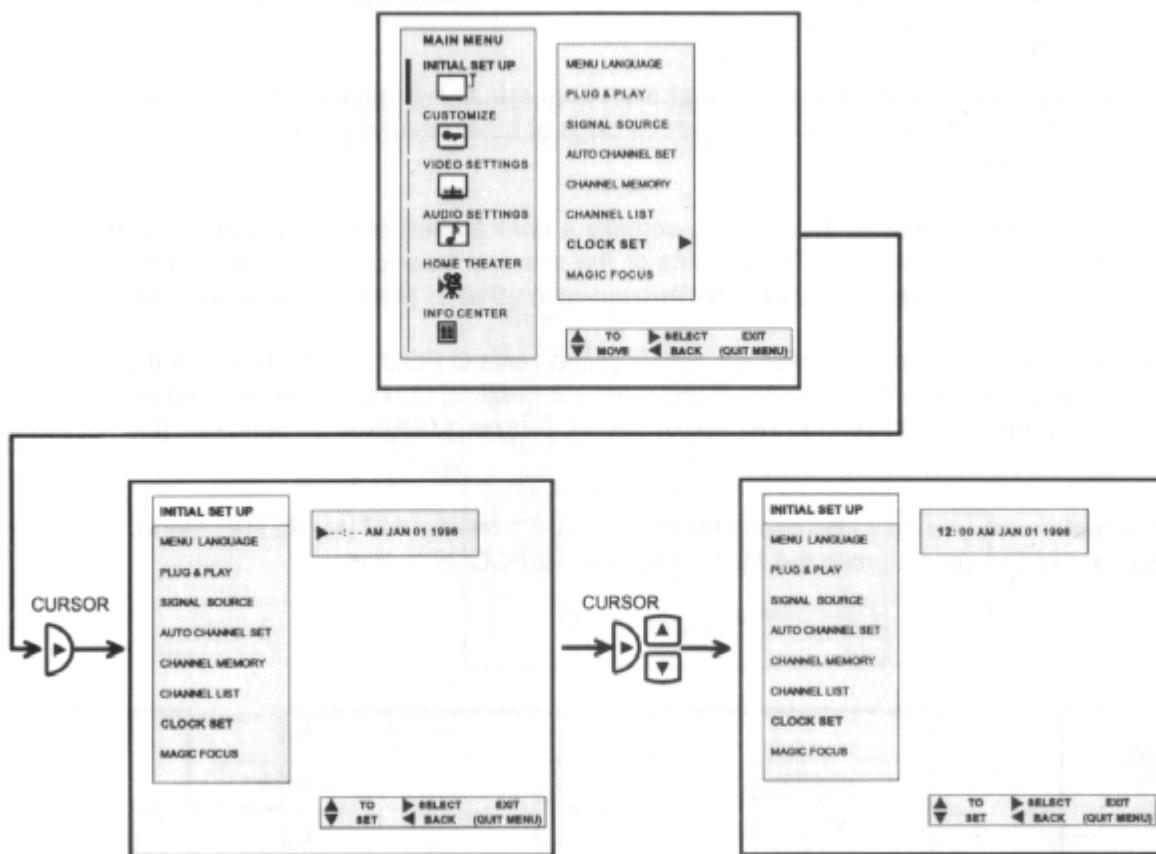 MAIN MENU
INITIAL SET UP
CUSTOMIZE
VIDEO SETTINGS
AUDIO SETTINGS
HOME THEATER
INFO CENTER
MENU LANGUAGE
PLUG & PLAY
SIGNAL SOURCE
AUTO CHANNEL SET
CHANNEL MEMORY
CHANNEL LIST
CLOCK SET ▶
MAGIC FOCUS
▲ TO ▶ SELECT EXIT
▼ MOVE ◀ BACK (QUIT MENU)
CURSOR
INITIAL SET UP
MENU LANGUAGE
PLUG & PLAY
SIGNAL SOURCE
AUTO CHANNEL SET
CHANNEL MEMORY
CHANNEL LIST
CLOCK SET
MAGIC FOCUS
▶- : - - AM JAN 01 1996
▲ TO ▶ SELECT EXIT
▼ SET ◀ BACK (QUIT MENU)
CURSOR
INITIAL SET UP
MENU LANGUAGE
PLUG & PLAY
SIGNAL SOURCE
AUTO CHANNEL SET
CHANNEL MEMORY
CHANNEL LIST
CLOCK SET
MAGIC FOCUS
12: 00 AM JAN 01 1996
▲ TO ▶ SELECT EXIT
▼ SET ◀ BACK (QUIT MENU)